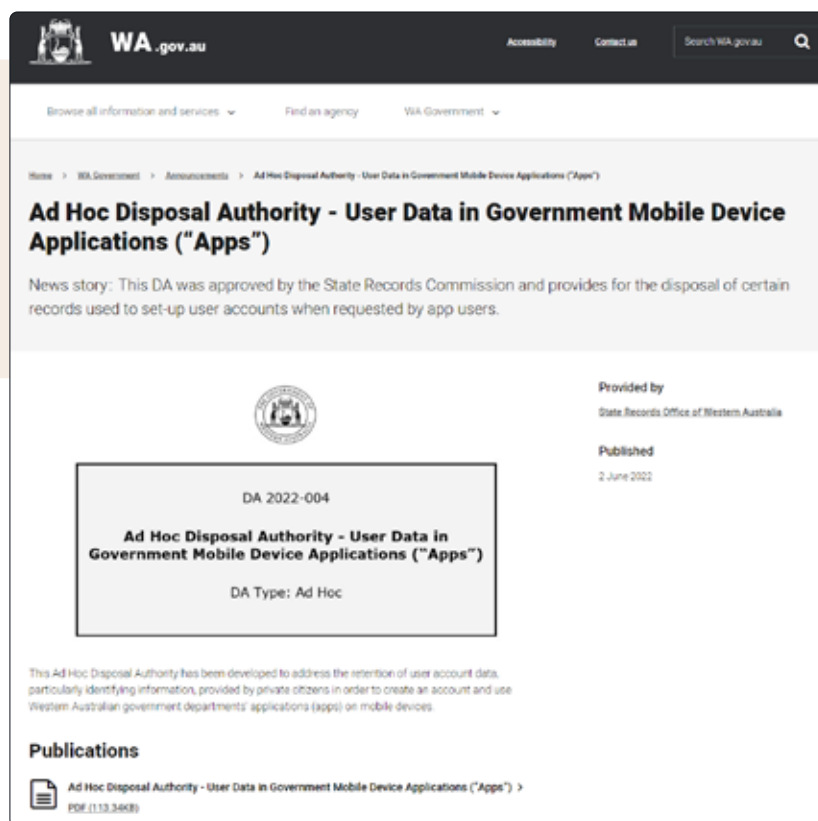 WA.gov.au
Accessibility
Contact us
Search WA.gov.au
Browse all information and services
Find an agency
WA Government
Home > WA Government > Announcements > Ad Hoc Disposal Authority - User Data in Government Mobile Device Applications ("Apps")
Ad Hoc Disposal Authority - User Data in Government Mobile Device
Applications (“Apps”)
News story: This DA was approved by the State Records Commission and provides for the disposal of certain
records used to set-up user accounts when requested by app users.
Provided by
State Records Office of Western Australia
Published
2 June 2022
DA 2022-004
Ad Hoc Disposal Authority - User Data in
Government Mobile Device Applications (“Apps”)
DA Type: Ad Hoc
This Ad Hoc Disposal Authority has been developed to address the retention of user account data,
particularly identifying information, provided by private citizens in order to create an account and use
Western Australian government departments' applications (apps) on mobile devices.
Publications
Ad Hoc Disposal Authority - User Data in Government Mobile Device Applications ("Apps") >
PDF (113.34KB)